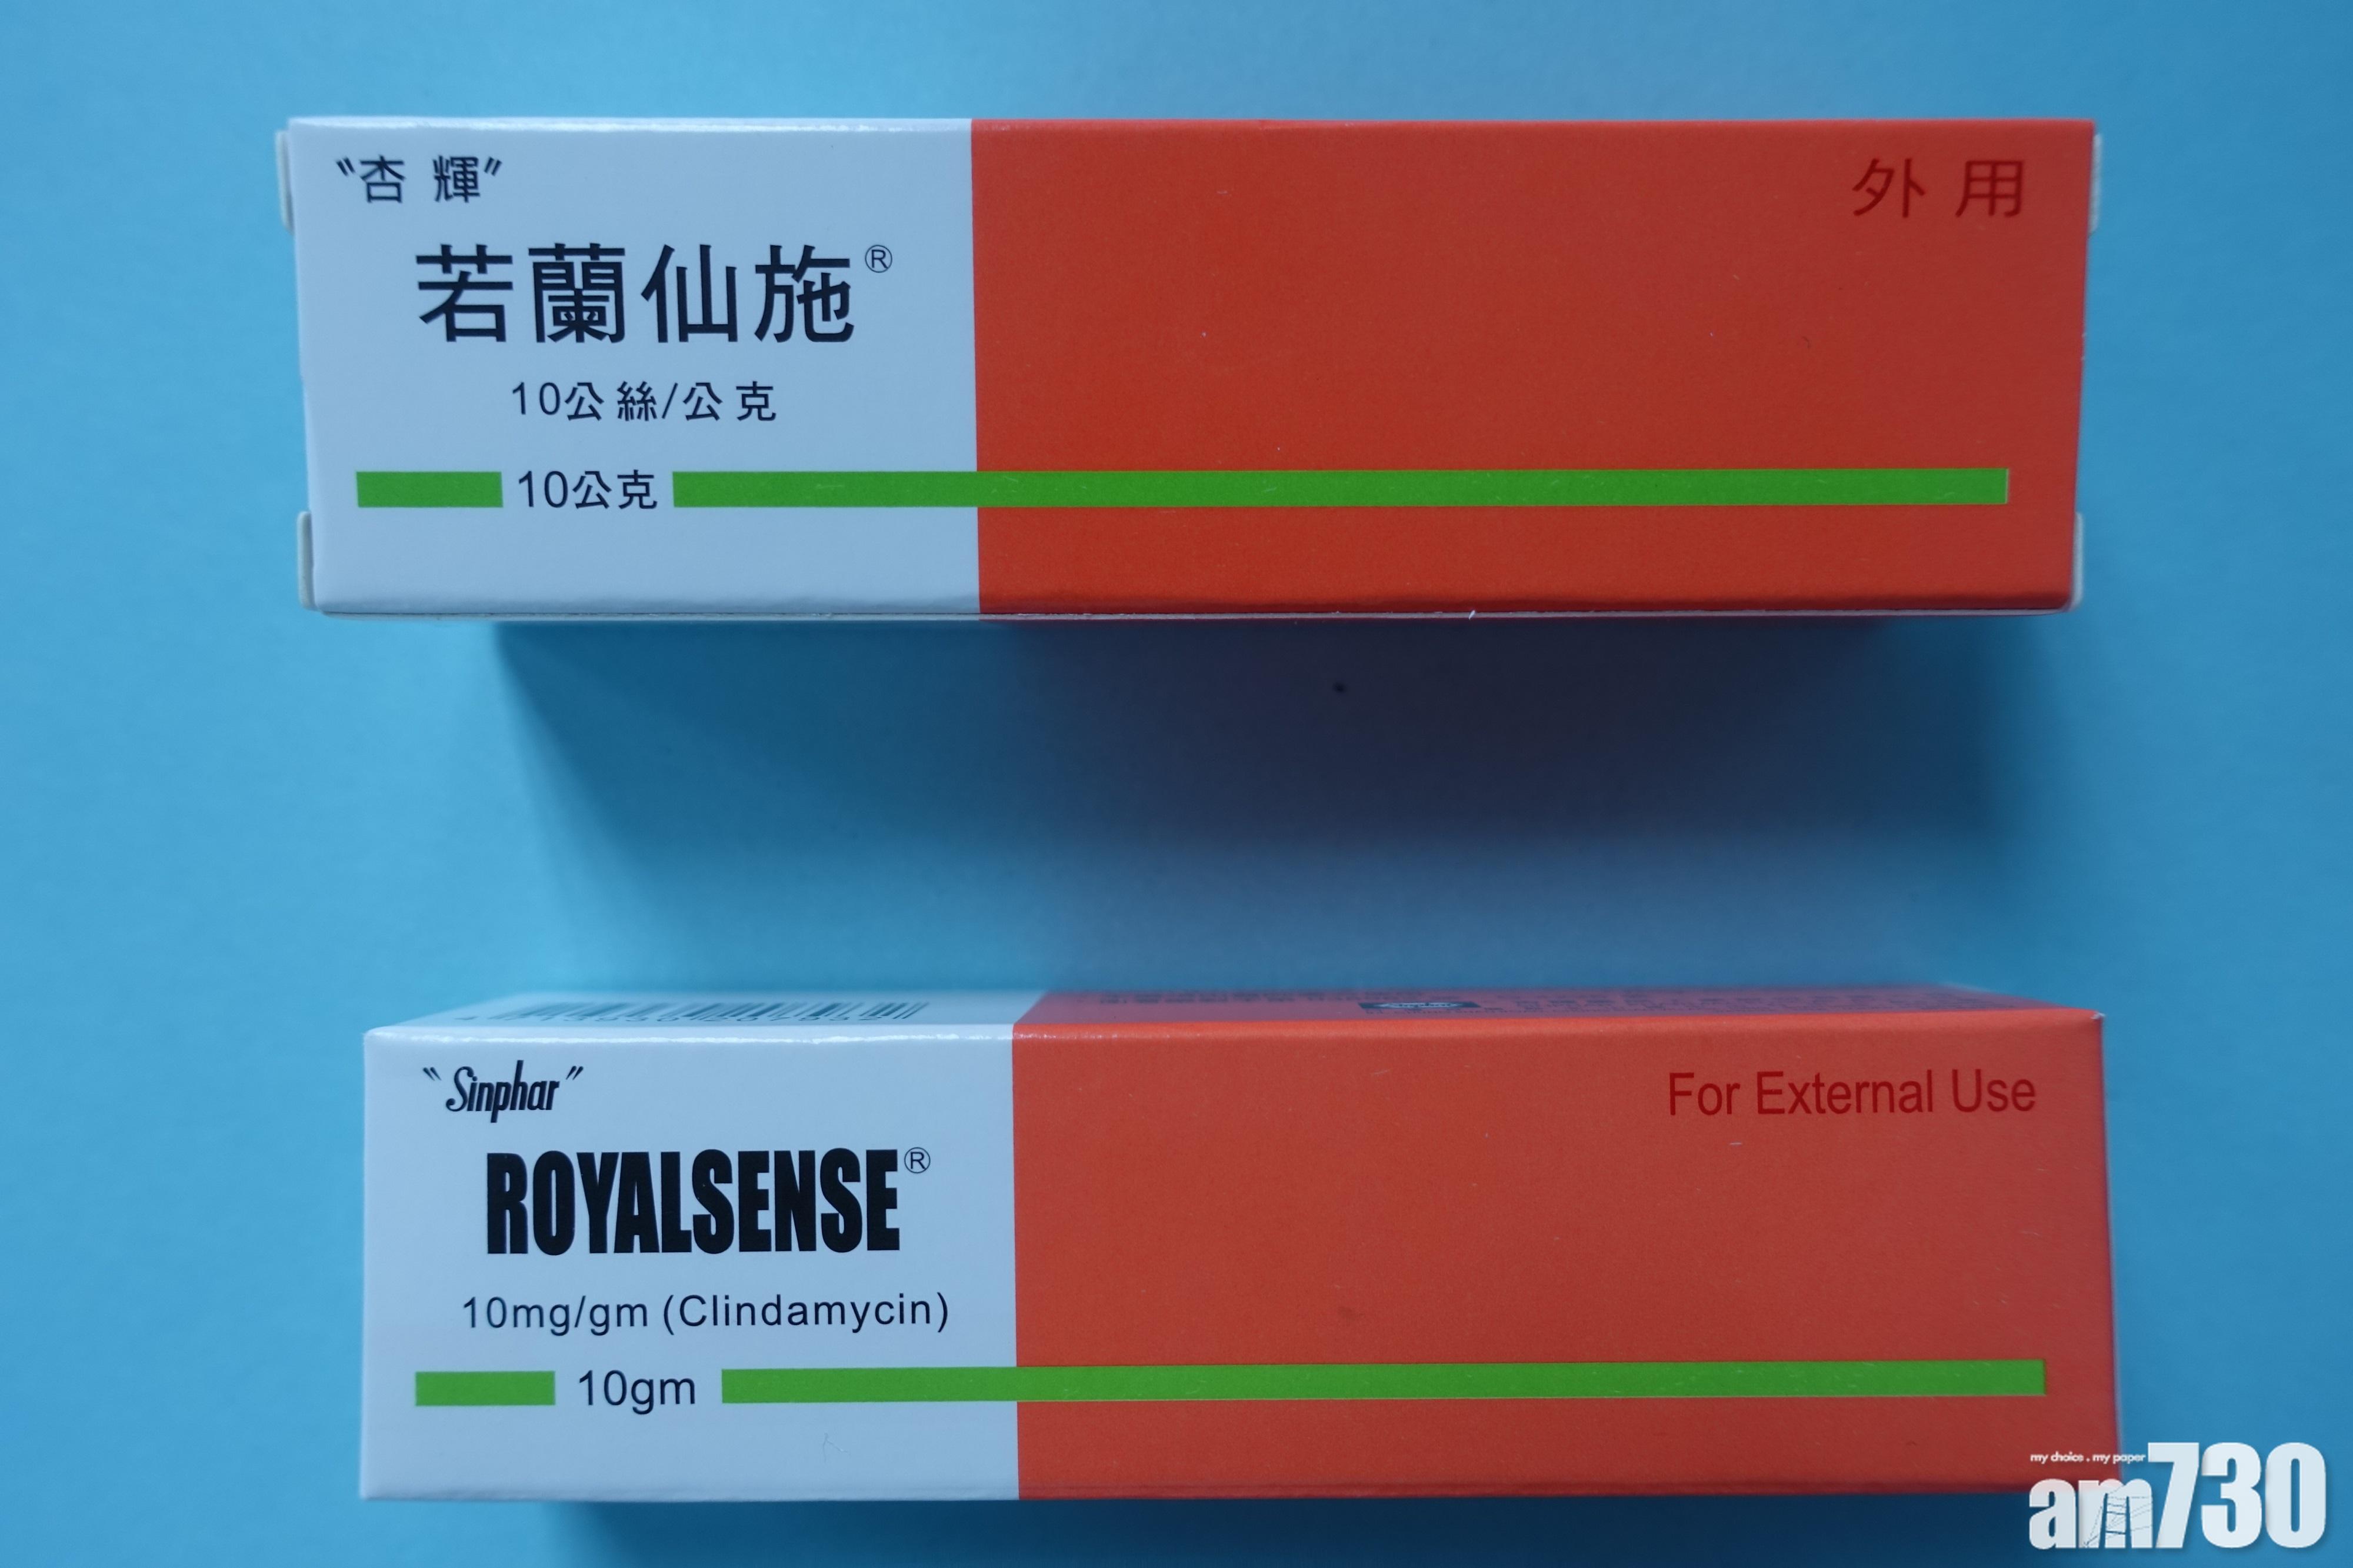 "杏輝"
外用
若蘭仙施®
10公絲/公克
10公克
"Sinphar"
For External Use
ROYALSENSE®
10mg/gm (Clindamycin)
10gm
my choice . my paper
am730